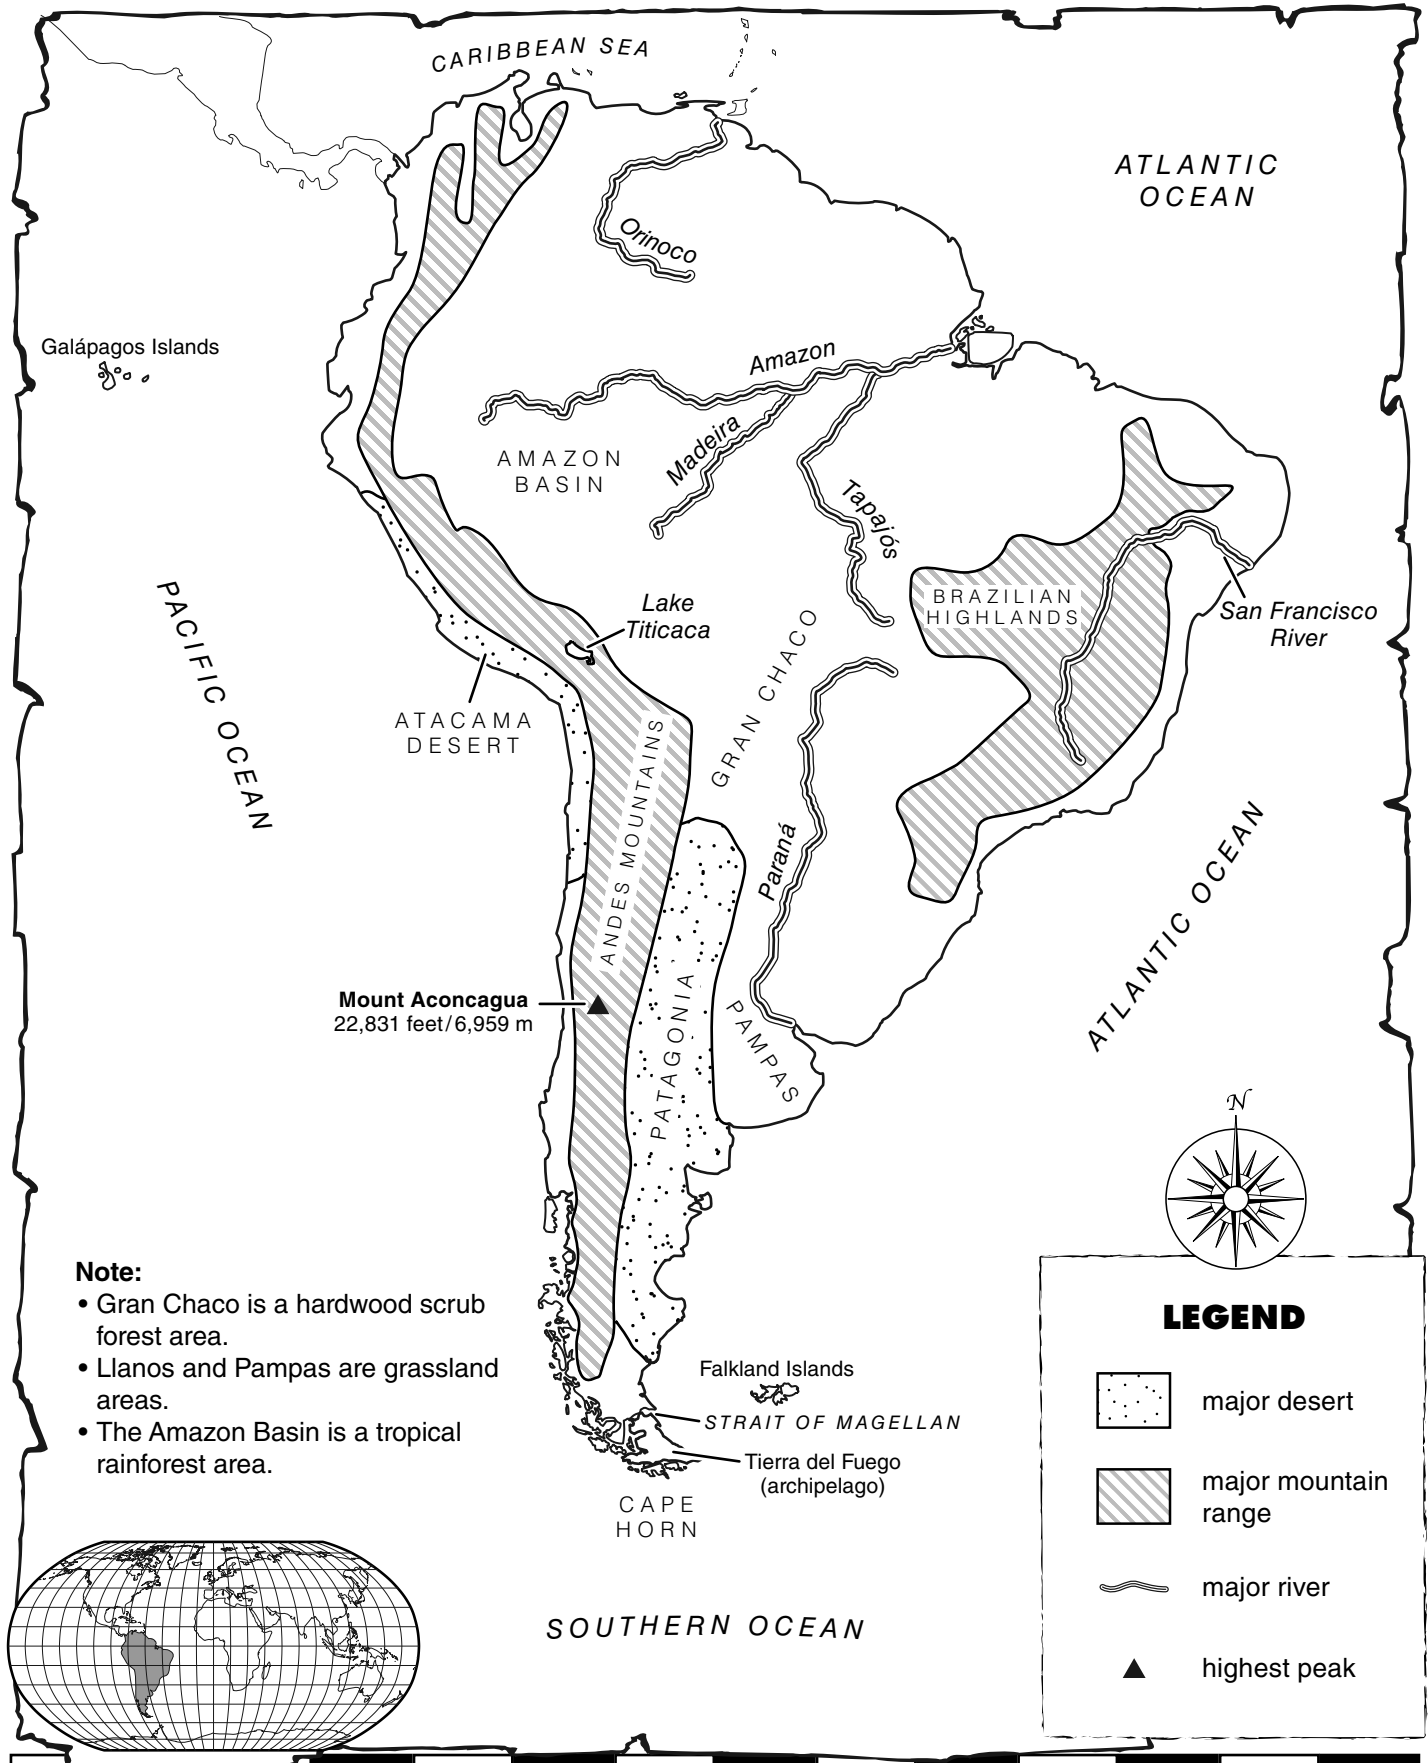 CARIBBEAN SEA
ATLANTIC
OCEAN
Orinoco
Galápagos Islands
Amazon
Madeira
AMAZON
BASIN
Tapajós
PACIFIC OCEAN
Lake
Titicaca
BRAZILIAN
HIGHLANDS
San Francisco
River
GRAN CHACO
ATACAMA
DESERT
ANDES MOUNTAINS
Paraná
ATLANTIC OCEAN
Mount Aconcagua
22,831 feet/6,959 m
PATAGONIA
PAMPAS
N
Note:
• Gran Chaco is a hardwood scrub
forest area.
• Llanos and Pampas are grassland
areas.
• The Amazon Basin is a tropical
rainforest area.
Falkland Islands
STRAIT OF MAGELLAN
Tierra del Fuego
(archipelago)
CAPE
HORN
SOUTHERN OCEAN
LEGEND
major desert
major mountain
range
major river
highest peak